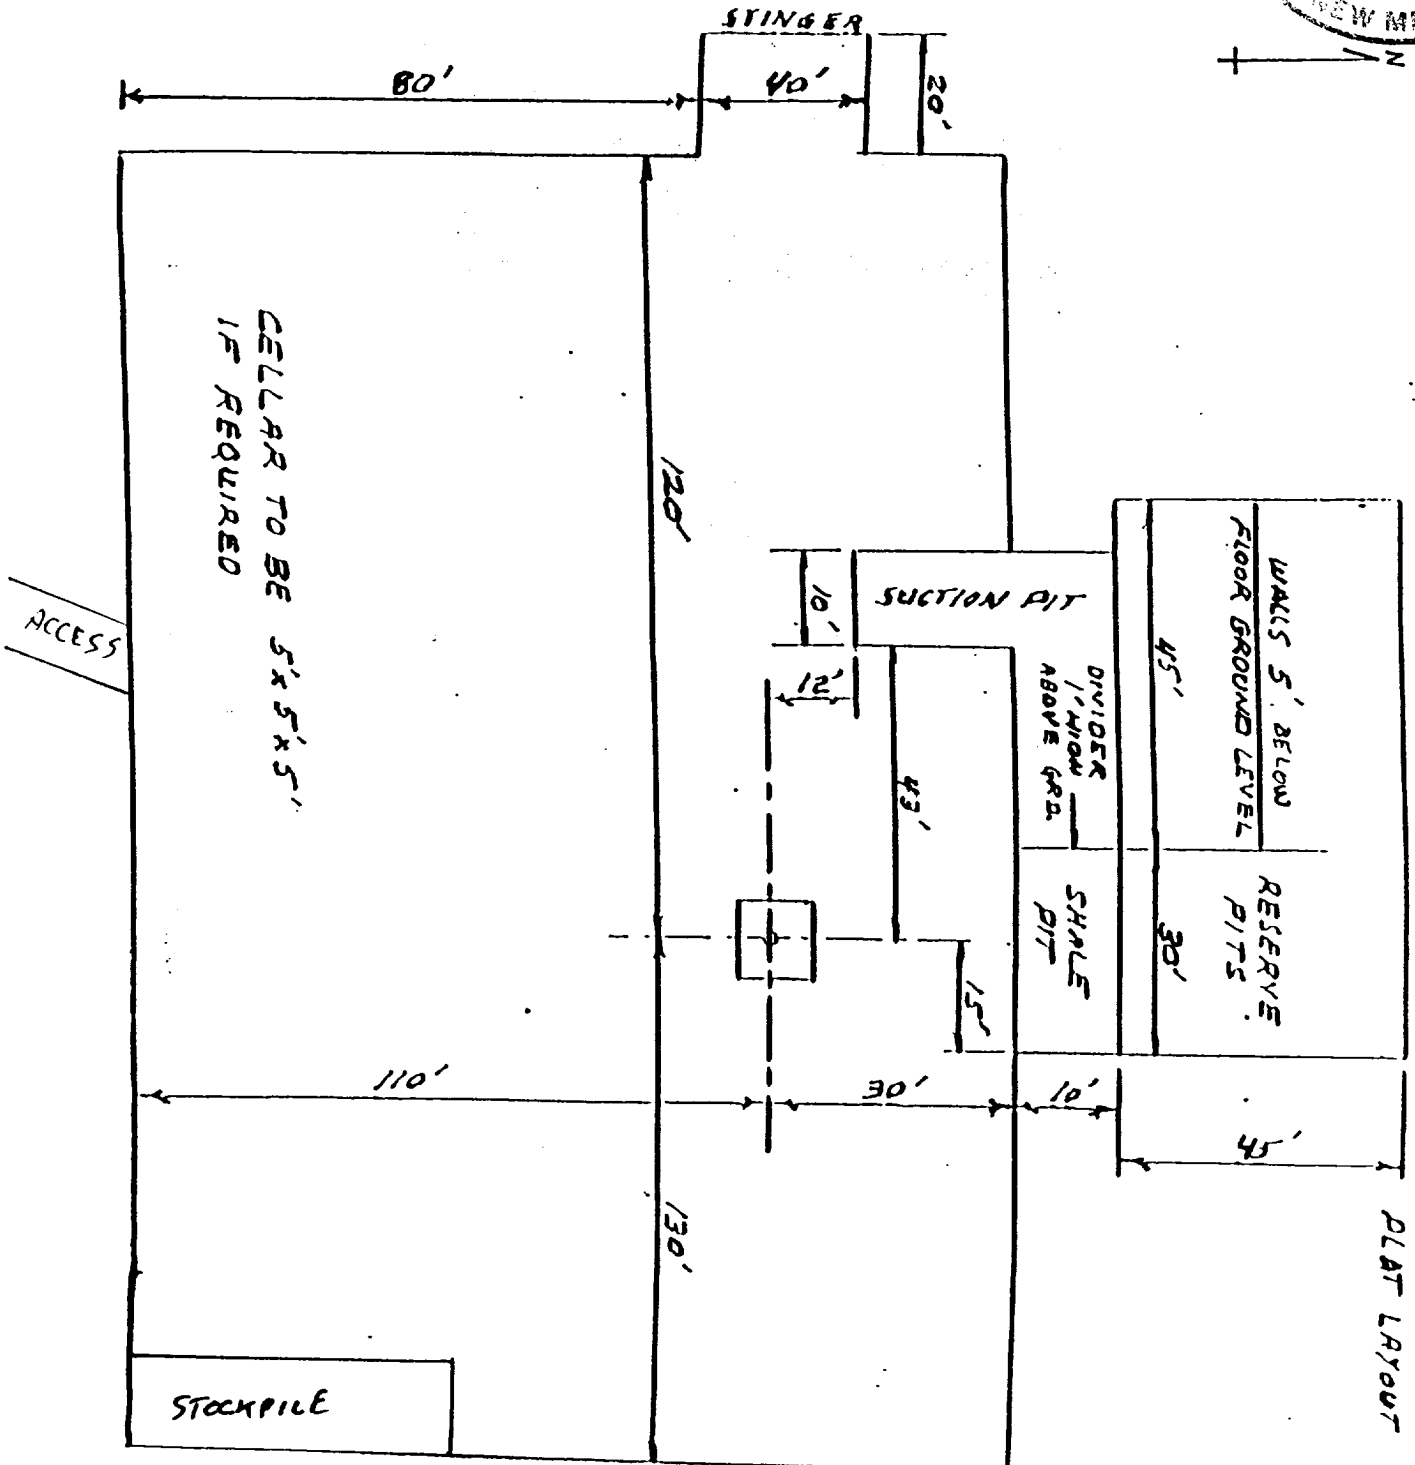 STINGER
NEW M
N
80'
40'
20'
CELLAR TO BE 5'x5'x5'
IF REQUIRED
ACCESS
120'
10'
SUCTION PIT
12'
43'
DIVIDER
1' HIGH
ABOVE GRD.
WALLS 5' BELOW
FLOOR GROUND LEVEL
45'
30'
RESERVE
PITS.
SHALE
PIT
15'
110'
30'
10'
45'
130'
PLAT LAYOUT
STOCKPILE